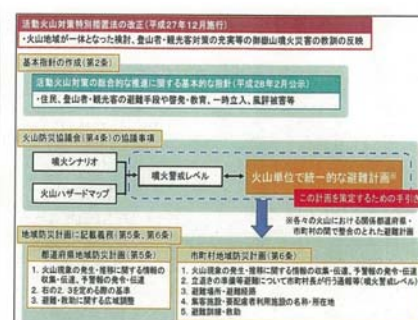 活動火山対策特別措置法の改正(平成27年12月施行)
・火山地域が一体となった検討、登山者・観光客対策の充実等の御嶽山噴火災害の教訓の反映
基本指針の作成(第2条)
活動火山対策の総合的な推進に関する基本的な指針(平成28年2月公示)
・住民、登山者・観光客の避難手段や啓発・教育、一時立入、風評被害等
火山防災協議会(第4条)の協議事項
噴火シナリオ
火山ハザードマップ
噴火警戒レベル
火山単位で統一的な避難計画※
この計画を策定するための手引き
※各々の火山における関係都道府県・
市町村の間で整合のとれた避難計画
地域防災計画に記載義務(第5条、第6条)
都道府県地域防災計画(第5条)
1. 火山現象の発生・推移に関する情報の
収集・伝達、予警報の発令・伝達
2. 右の2、3を定める際の基準
3. 避難・救助に関する広域調整
市町村地域防災計画(第6条)
1. 火山現象の発生・推移に関する情報の収集・伝達、予警報の発令・伝達
2. 立退きの準備等避難について市町村長が行う通報等(噴火警戒レベル)
3. 避難場所・避難経路
4. 集客施設・要配慮者利用施設の名称・所在地
5. 避難訓練・救助